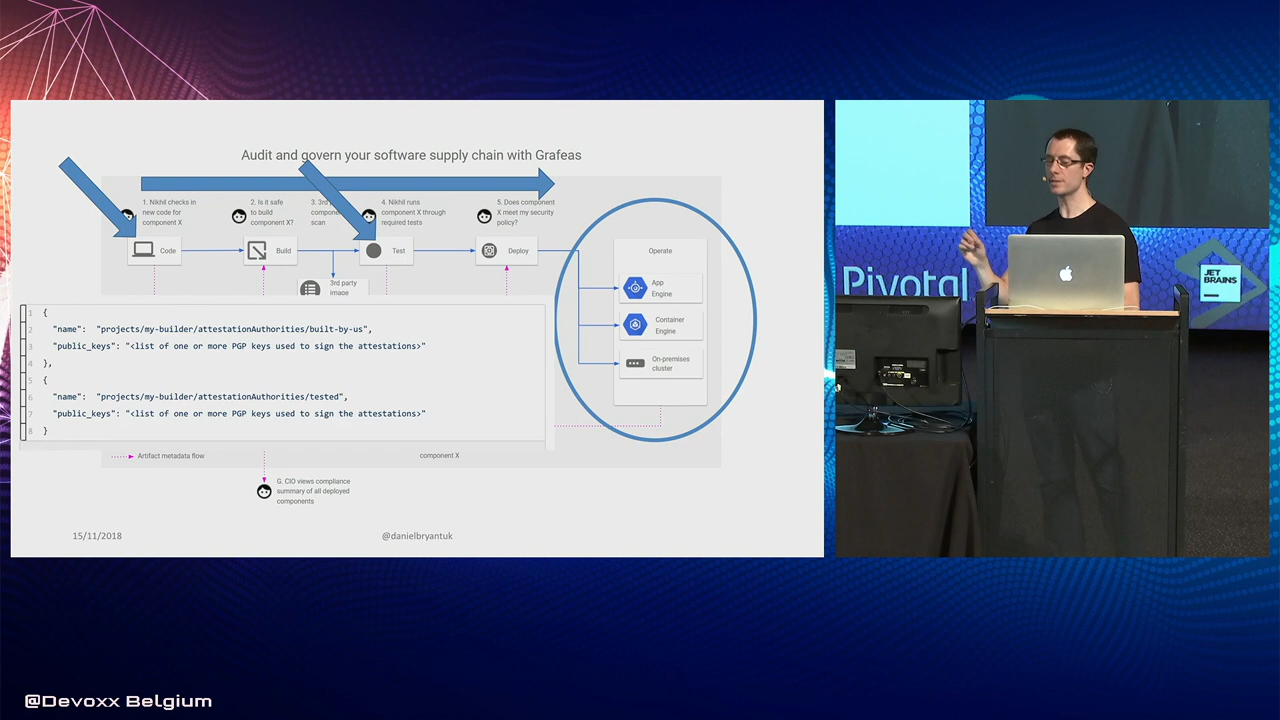 Audit and govern your software supply chain with Grafeas
1. Nikhil checks in
new code for
component X
2. Is it safe
to build
component X?
3. 3rd
compon
scan
4. Nikhil runs
component X through
required tests
5. Does component
X meet my security
policy?
Code
Build
Test
Deploy
3rd party
image
Operate
App
Engine
Container
Engine
On-premises
cluster
1 {
2 "name": "projects/my-builder/attestationAuthorities/built-by-us",
3 "public_keys": "<list of one or more PGP keys used to sign the attestations>"
4 },
5 {
6 "name": "projects/my-builder/attestationAuthorities/tested",
7 "public_keys": "<list of one or more PGP keys used to sign the attestations>"
8 }
Artifact metadata flow
component X
G. CIO views compliance
summary of all deployed
components
15/11/2018
@danielbryantuk
Pivotal
JET
BRAINS
@Devoxx Belgium